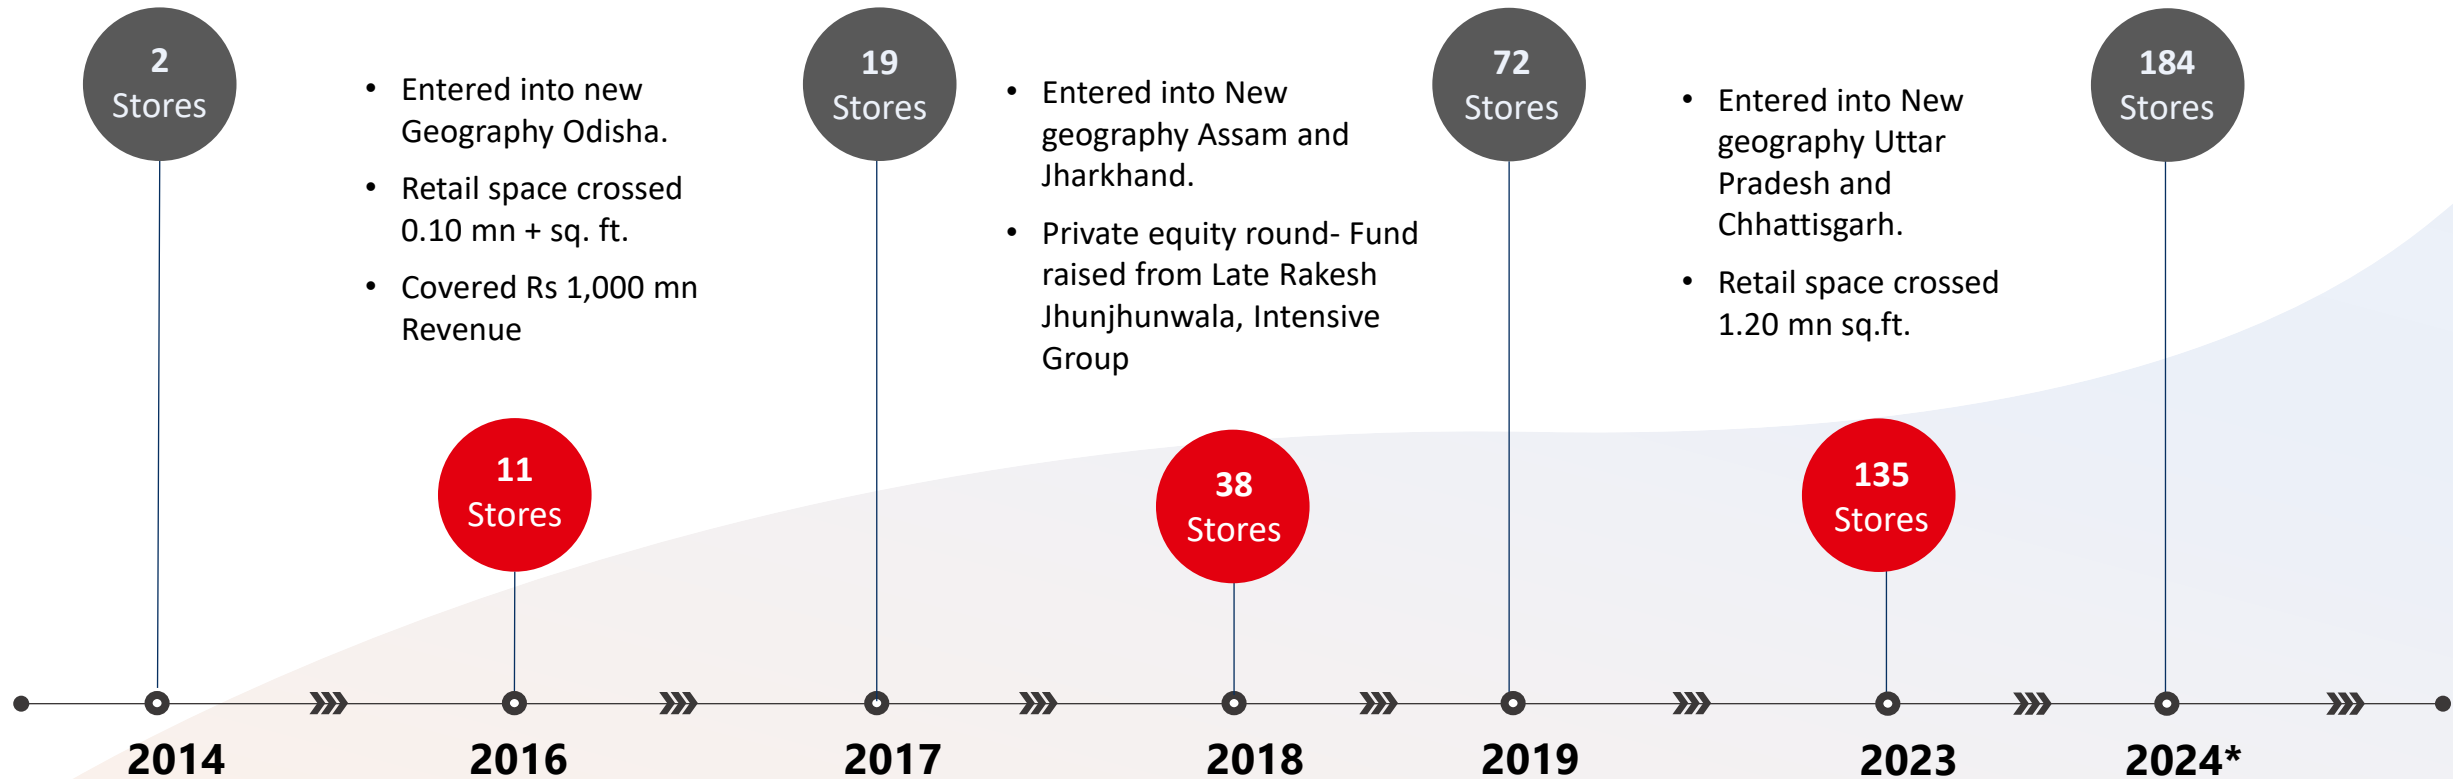 2
Stores
• Entered into new
Geography Odisha.
• Retail space crossed
0.10 mn + sq. ft.
• Covered Rs 1,000 mn
Revenue
19
Stores
• Entered into New
geography Assam and
Jharkhand.
• Private equity round- Fund
raised from Late Rakesh
Jhunjhunwala, Intensive
Group
72
Stores
• Entered into New
geography Uttar
Pradesh and
Chhattisgarh.
• Retail space crossed
1.20 mn sq.ft.
184
Stores
11
Stores
38
Stores
135
Stores
2014
2016
2017
2018
2019
2023
2024*